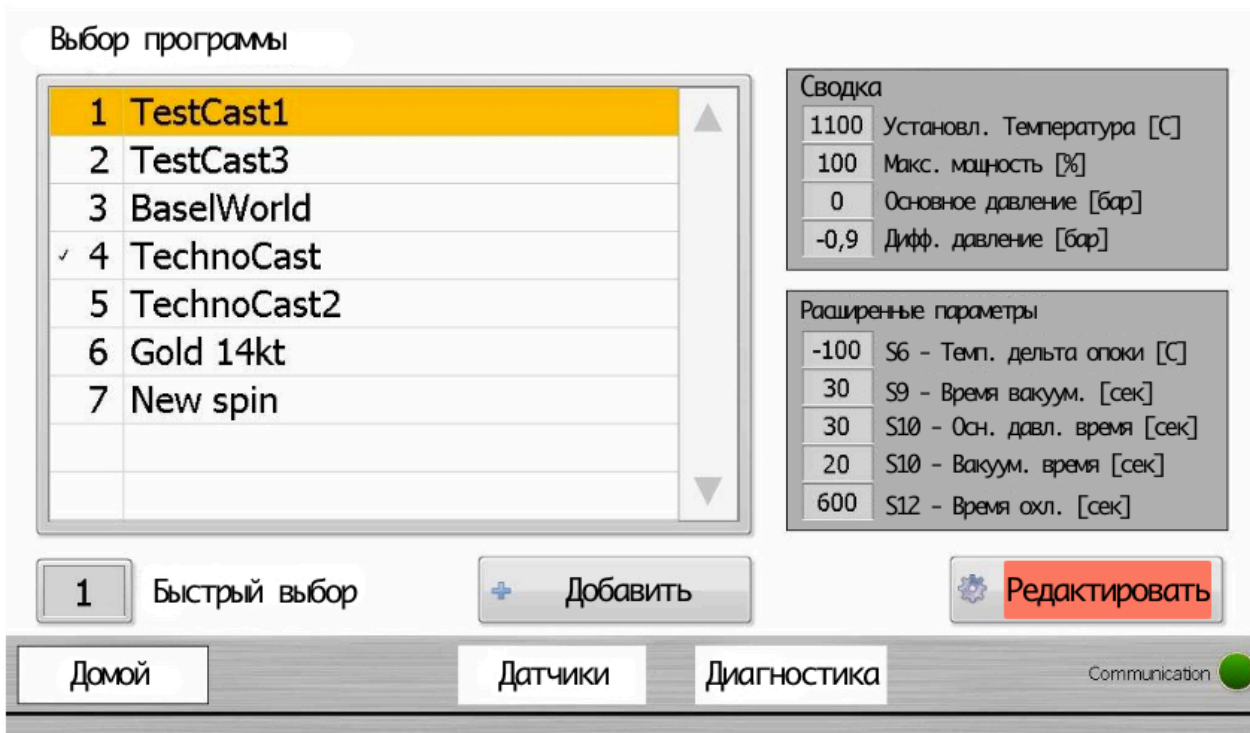 Выбор программы
1 TestCast1
2 TestCast3
3 BaselWorld
✓ 4 TechnoCast
5 TechnoCast2
6 Gold 14kt
7 New spin
Сводка
1100 Установл. Температура [С]
100 Макс. мощность [%]
0 Основное давление [бар]
-0,9 Дифф. давление [бар]
Расширенные параметры
-100 S6 - Темп. дельта опоки [С]
30 S9 - Время вакуум. [сек]
30 S10 - Осн. давл. время [сек]
20 S10 - Вакуум. время [сек]
600 S12 - Время охл. [сек]
1 Быстрый выбор
Добавить
Редактировать
Домой
Датчики
Диагностика
Communication